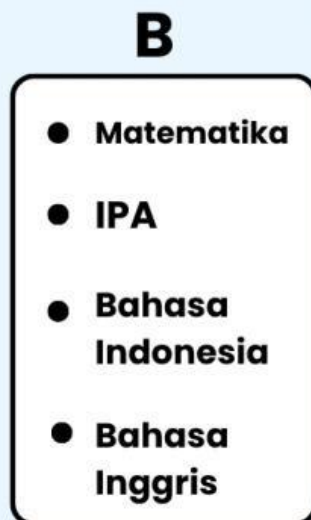 B
• Matematika
• IPA
• Bahasa
Indonesia
• Bahasa
Inggris